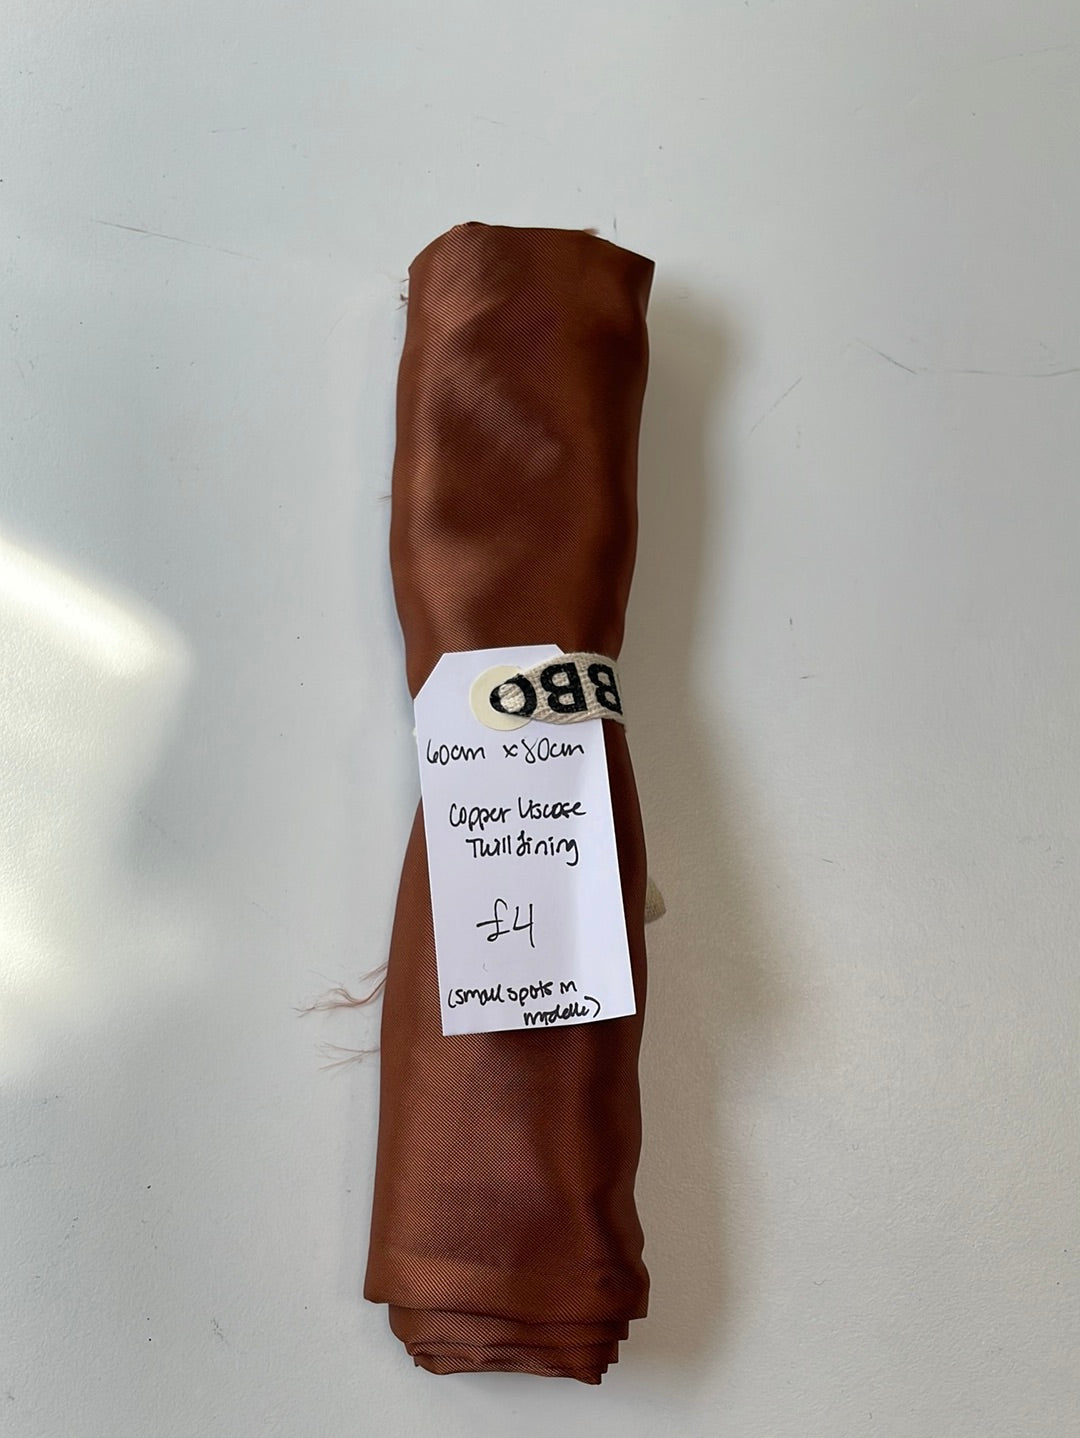 BBO
60cm x 80cm
Copper Viscose
Twill Lining
£4
(small spots in
middle)